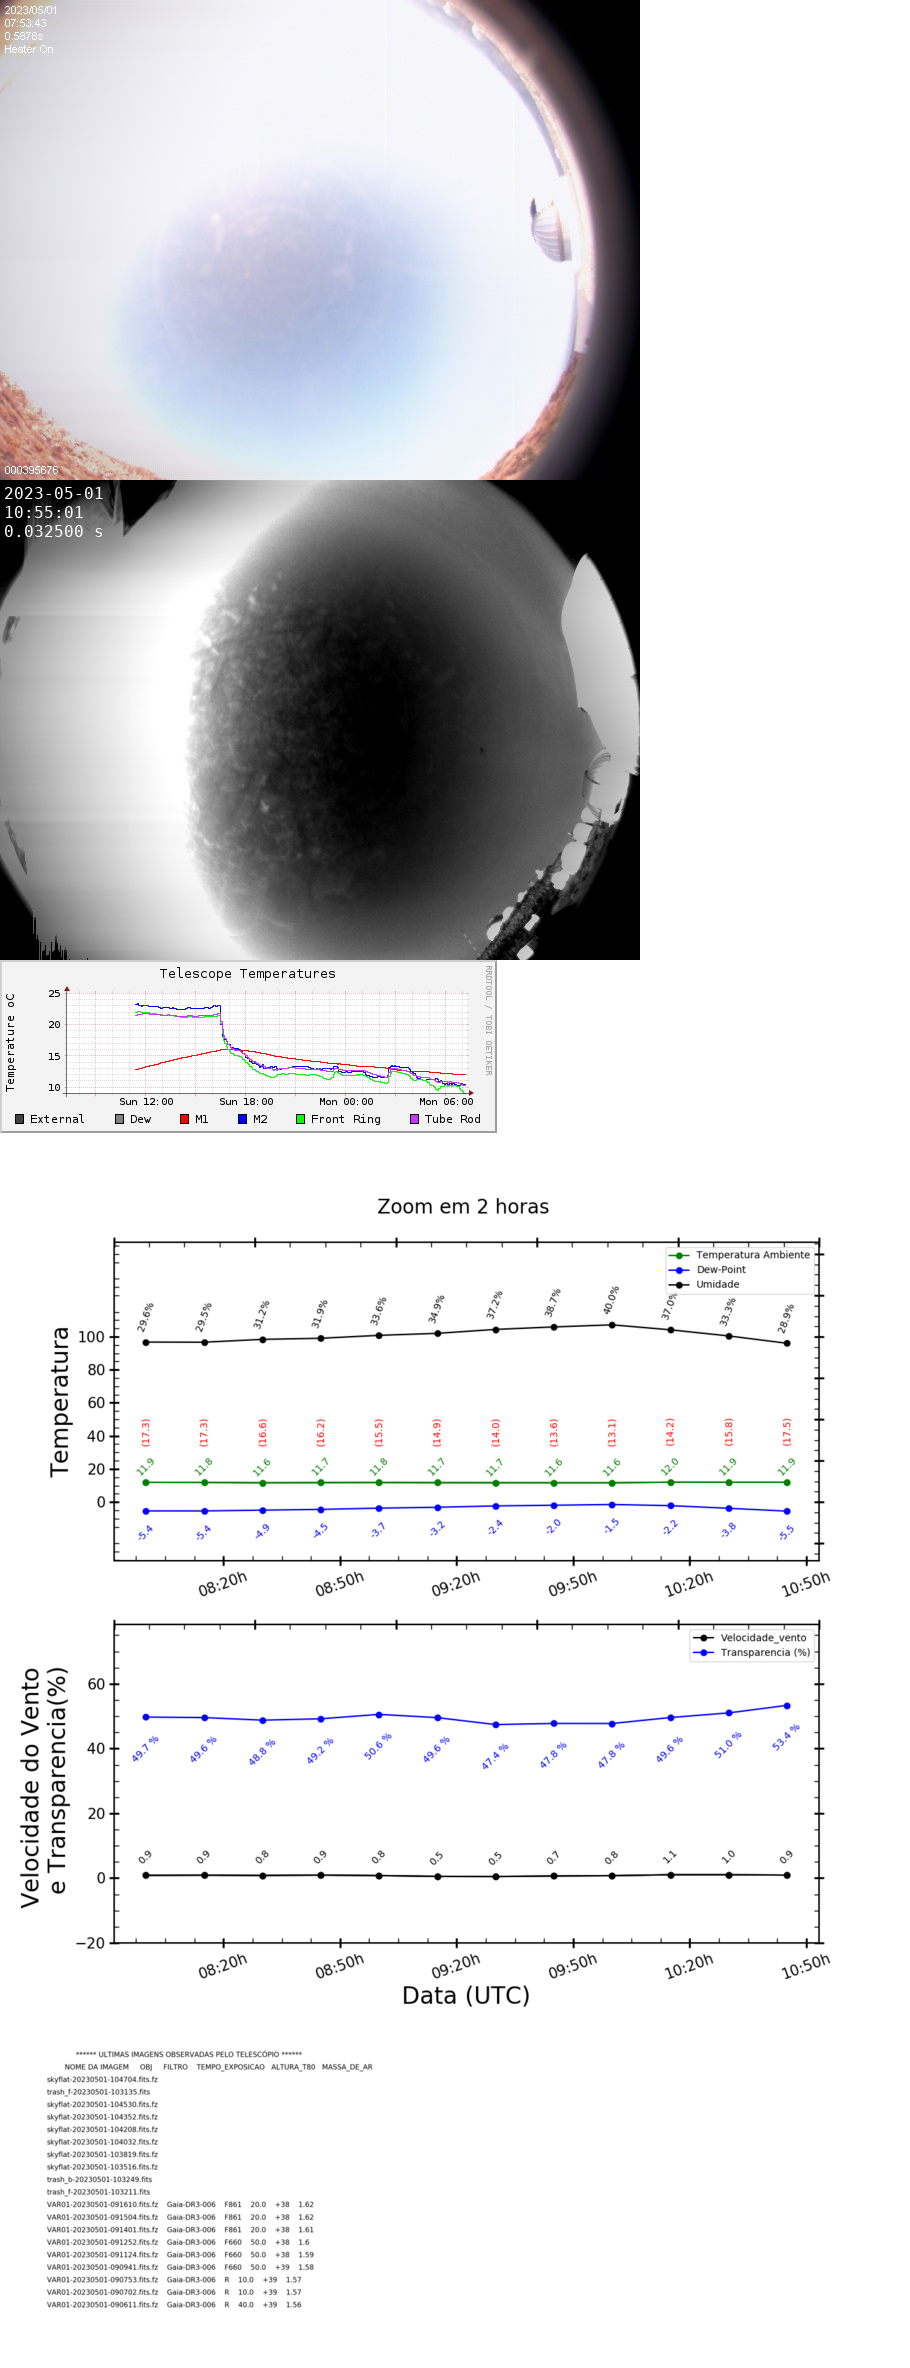 2023/05/01
07:53:43
0.5878s
Heater On
000395676
2023-05-01
10:55:01
0.032500 s
Telescope Temperatures
RRDTOOL / TOBI OETIKER
Temperature oC
25
20
15
10
Sun 12:00 Sun 18:00 Mon 00:00 Mon 06:00
External Dew M1 M2 Front Ring Tube Rod
Zoom em 2 horas
Temperatura Ambiente
Dew-Point
Umidade
29.6% 29.5% 31.2% 31.9% 33.6% 34.9% 37.2% 38.7% 40.0% 37.0% 33.3% 28.9%
Temperatura
100
80
60
40
20
0
(17.3) (17.3) (16.6) (16.2) (15.5) (14.9) (14.0) (13.6) (13.1) (14.2) (15.8) (17.5)
11.9 11.8 11.6 11.7 11.8 11.7 11.7 11.6 11.6 12.0 11.9 11.9
-5.4 -5.4 -4.9 -4.5 -3.7 -3.2 -2.4 -2.0 -1.5 -2.2 -3.8 -5.5
08:20h 08:50h 09:20h 09:50h 10:20h 10:50h
Velocidade_vento
Transparencia (%)
Velocidade do Vento
e Transparencia(%)
60
40
20
0
−20
49.7 % 49.6 % 48.8 % 49.2 % 50.6 % 49.6 % 47.4 % 47.8 % 47.8 % 49.6 % 51.0 % 53.4 %
0.9 0.9 0.8 0.9 0.8 0.5 0.5 0.7 0.8 1.1 1.0 0.9
08:20h 08:50h 09:20h 09:50h 10:20h 10:50h
Data (UTC)
****** ULTIMAS IMAGENS OBSERVADAS PELO TELESCÓPIO ******
NOME DA IMAGEM OBJ FILTRO TEMPO_EXPOSICAO ALTURA_T80 MASSA_DE_AR
skyflat-20230501-104704.fits.fz
trash_f-20230501-103135.fits
skyflat-20230501-104530.fits.fz
skyflat-20230501-104352.fits.fz
skyflat-20230501-104208.fits.fz
skyflat-20230501-104032.fits.fz
skyflat-20230501-103819.fits.fz
skyflat-20230501-103516.fits.fz
trash_b-20230501-103249.fits
trash_f-20230501-103211.fits
VAR01-20230501-091610.fits.fz Gaia-DR3-006 F861 20.0 +38 1.62
VAR01-20230501-091504.fits.fz Gaia-DR3-006 F861 20.0 +38 1.62
VAR01-20230501-091401.fits.fz Gaia-DR3-006 F861 20.0 +38 1.61
VAR01-20230501-091252.fits.fz Gaia-DR3-006 F660 50.0 +38 1.6
VAR01-20230501-091124.fits.fz Gaia-DR3-006 F660 50.0 +38 1.59
VAR01-20230501-090941.fits.fz Gaia-DR3-006 F660 50.0 +39 1.58
VAR01-20230501-090753.fits.fz Gaia-DR3-006 R 10.0 +39 1.57
VAR01-20230501-090702.fits.fz Gaia-DR3-006 R 10.0 +39 1.57
VAR01-20230501-090611.fits.fz Gaia-DR3-006 R 40.0 +39 1.56